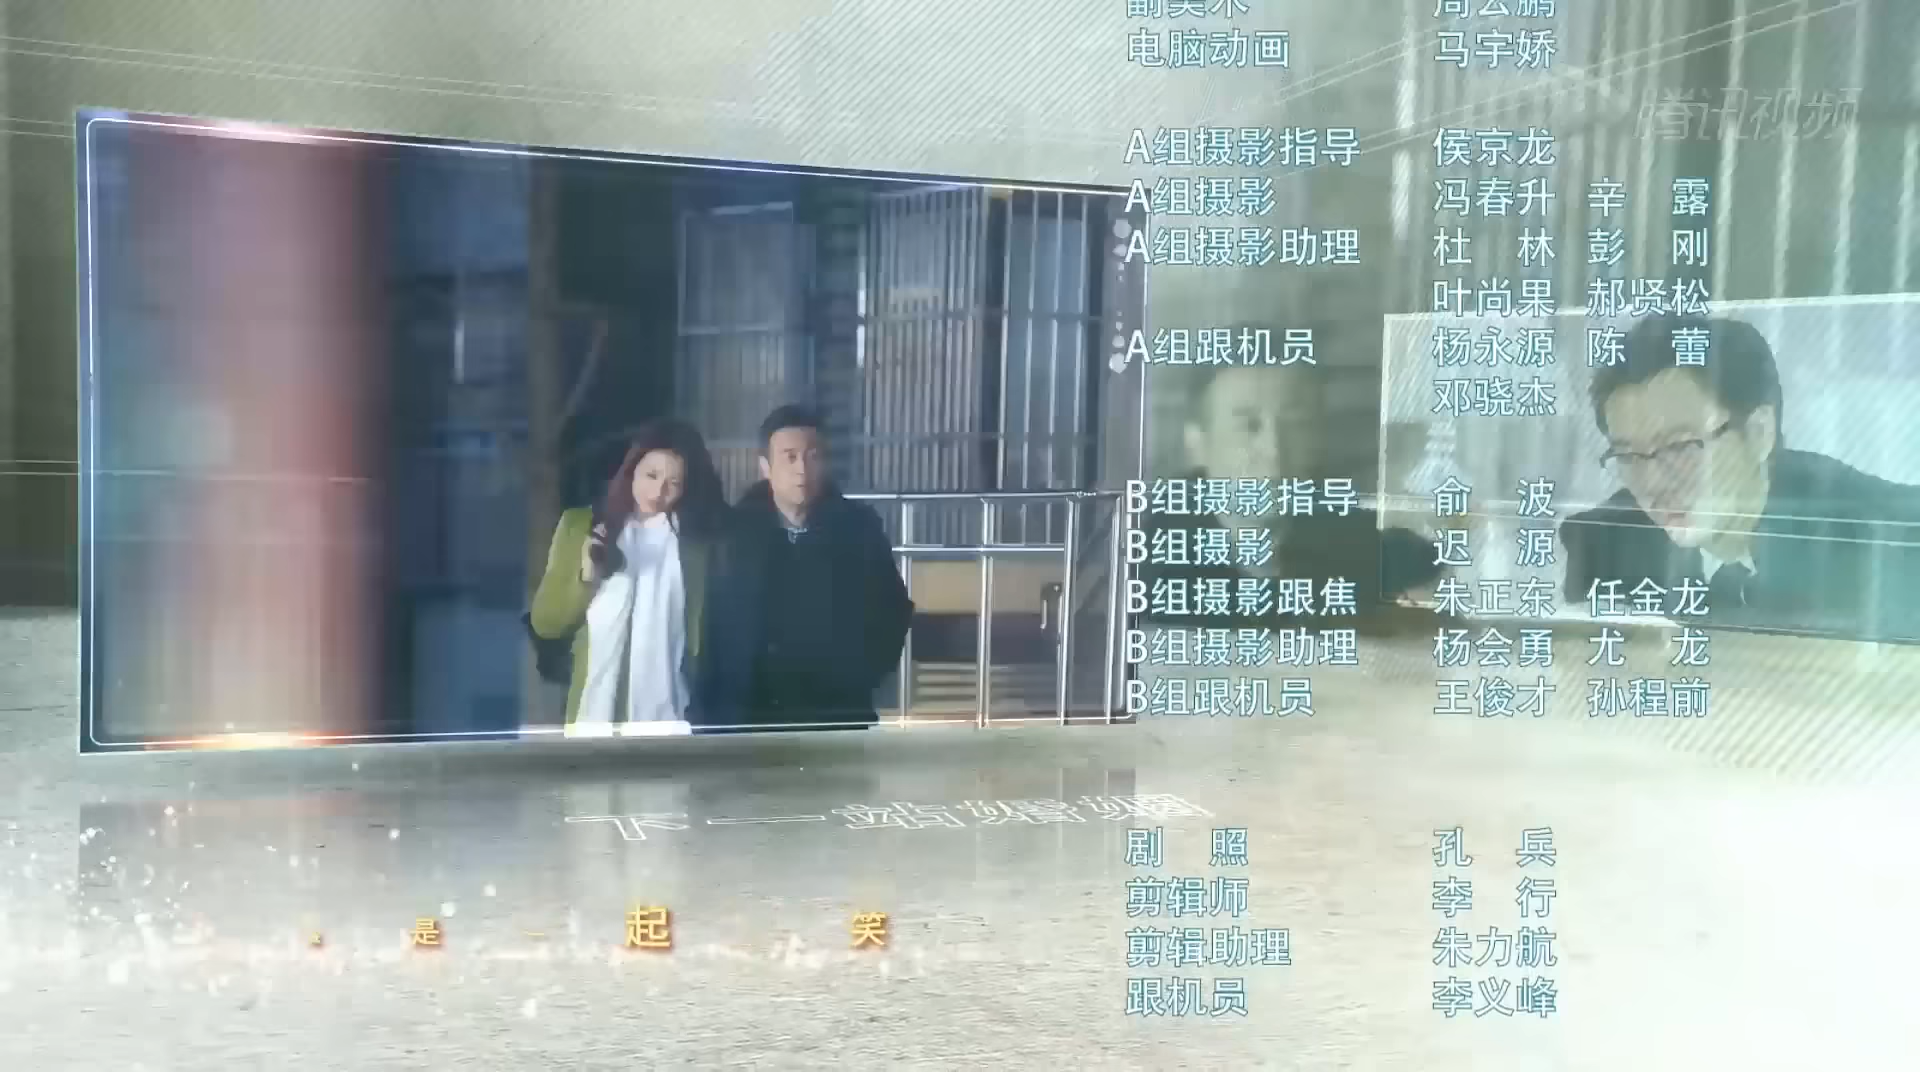 副美术 周云鹏
电脑动画 马宇娇
腾讯视频
A组摄影指导 侯京龙
A组摄影 冯春升 辛露
A组摄影助理 杜林 彭刚
叶尚果 郝贤松
A组跟机员 杨永源 陈蕾
邓骁杰
B组摄影指导 俞波
B组摄影 迟源
B组摄影跟焦 朱正东 任金龙
B组摄影助理 杨会勇 尤龙
B组跟机员 王俊才 孙程前
下一站婚姻
剧照 孔兵
剪辑师 李行
剪辑助理 朱力航
跟机员 李义峰
是一起 笑